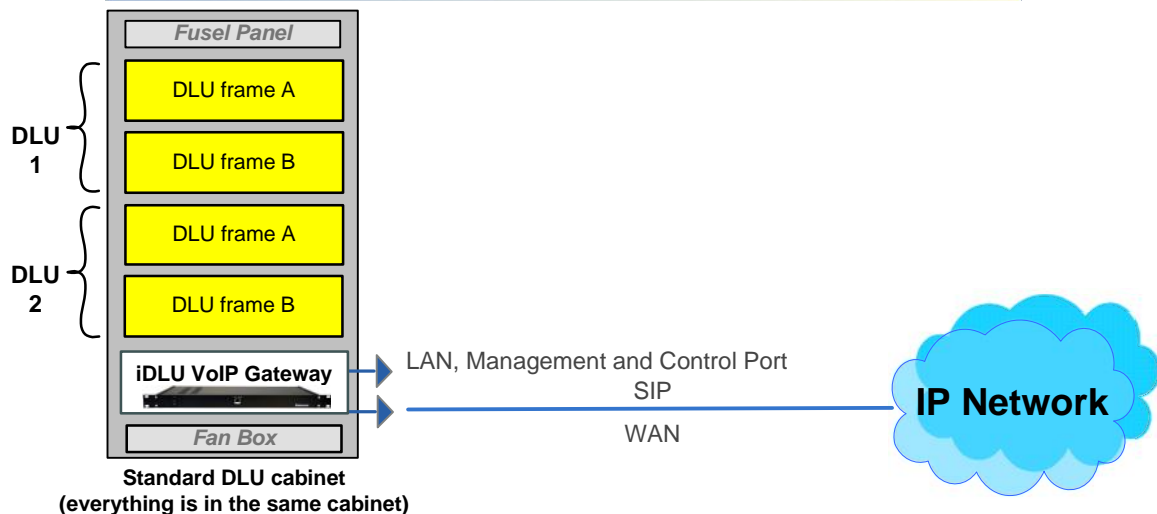 Fusel Panel
DLU frame A
DLU
1
DLU frame B
DLU frame A
DLU
2
DLU frame B
iDLU VoIP Gateway
LAN, Management and Control Port
SIP
WAN
IP Network
Fan Box
Standard DLU cabinet
(everything is in the same cabinet)